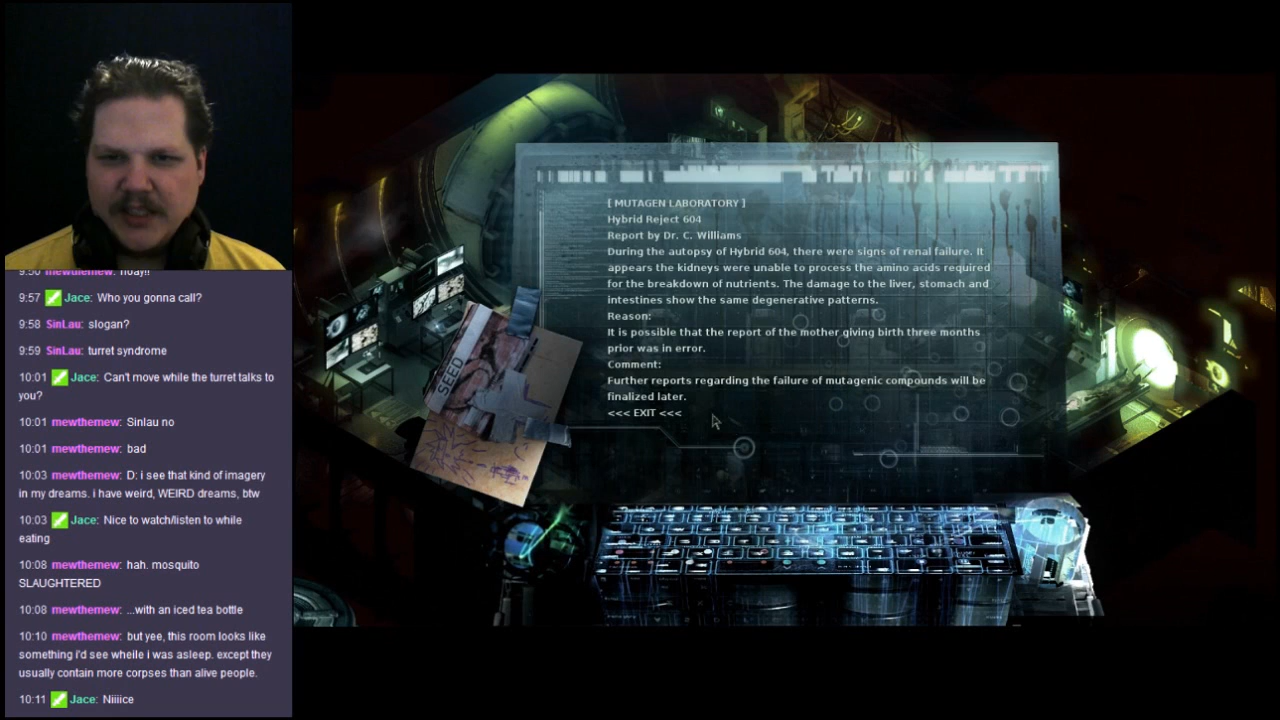 9:50 mewthemew: noay!!
9:57 Jace: Who you gonna call?
9:58 SinLau: slogan?
9:59 SinLau: turret syndrome
10:01 Jace: Can't move while the turret talks to
you?
10:01 mewthemew: Sinlau no
10:01 mewthemew: bad
10:03 mewthemew: D: i see that kind of imagery
in my dreams. i have weird, WEIRD dreams, btw
10:03 Jace: Nice to watch/listen to while
eating
10:08 mewthemew: hah. mosquito
SLAUGHTERED
10:08 mewthemew: ...with an iced tea bottle
10:10 mewthemew: but yee, this room looks like
something i'd see wheile i was asleep. except they
usually contain more corpses than alive people.
10:11 Jace: Niiiice
[ MUTAGEN LABORATORY ]
Hybrid Reject 604
Report by Dr. C. Williams
During the autopsy of Hybrid 604, there were signs of renal failure. It
appears the kidneys were unable to process the amino acids required
for the breakdown of nutrients. The damage to the liver, stomach and
intestines show the same degenerative patterns.
Reason:
It is possible that the report of the mother giving birth three months
prior was in error.
Comment:
Further reports regarding the failure of mutagenic compounds will be
finalized later.
<<< EXIT <<<
SEED